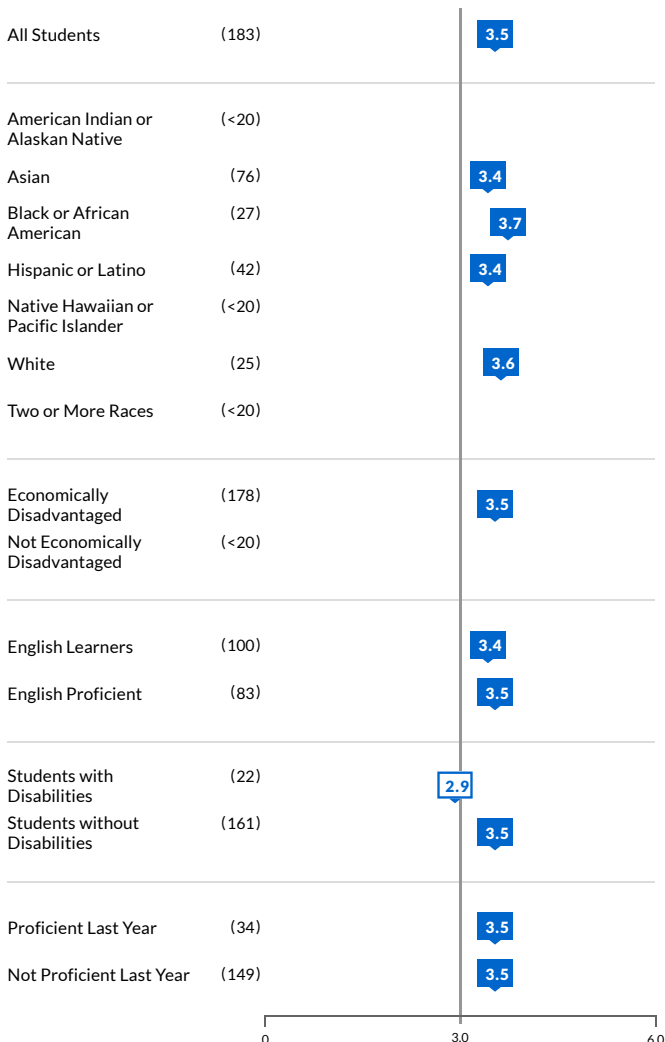 All Students (183) 3.5
American Indian or (<20)
Alaskan Native
Asian (76) 3.4
Black or African (27) 3.7
American
Hispanic or Latino (42) 3.4
Native Hawaiian or (<20)
Pacific Islander
White (25) 3.6
Two or More Races (<20)
Economically (178) 3.5
Disadvantaged
Not Economically (<20)
Disadvantaged
English Learners (100) 3.4
English Proficient (83) 3.5
Students with (22) 2.9
Disabilities
Students without (161) 3.5
Disabilities
Proficient Last Year (34) 3.5
Not Proficient Last Year (149) 3.5
0 3.0 6.0